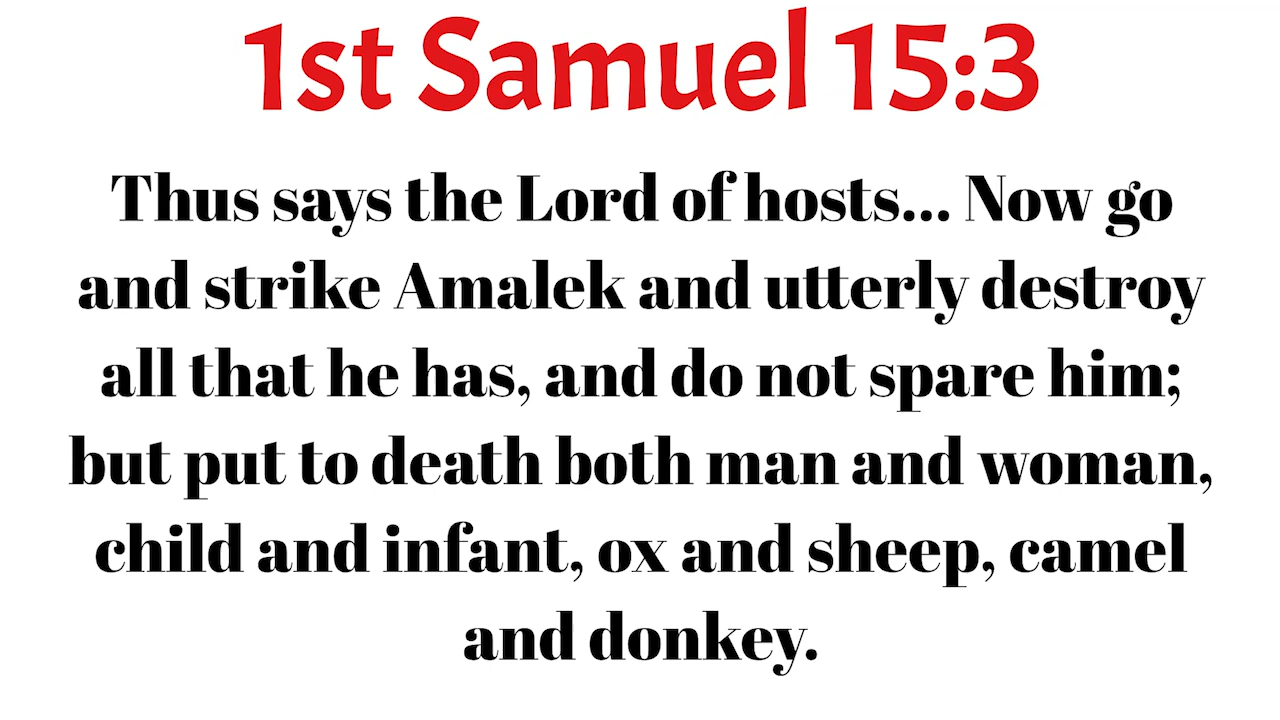 1st Samuel 15:3
Thus says the Lord of hosts... Now go
and strike Amalek and utterly destroy
all that he has, and do not spare him;
but put to death both man and woman,
child and infant, ox and sheep, camel
and donkey.